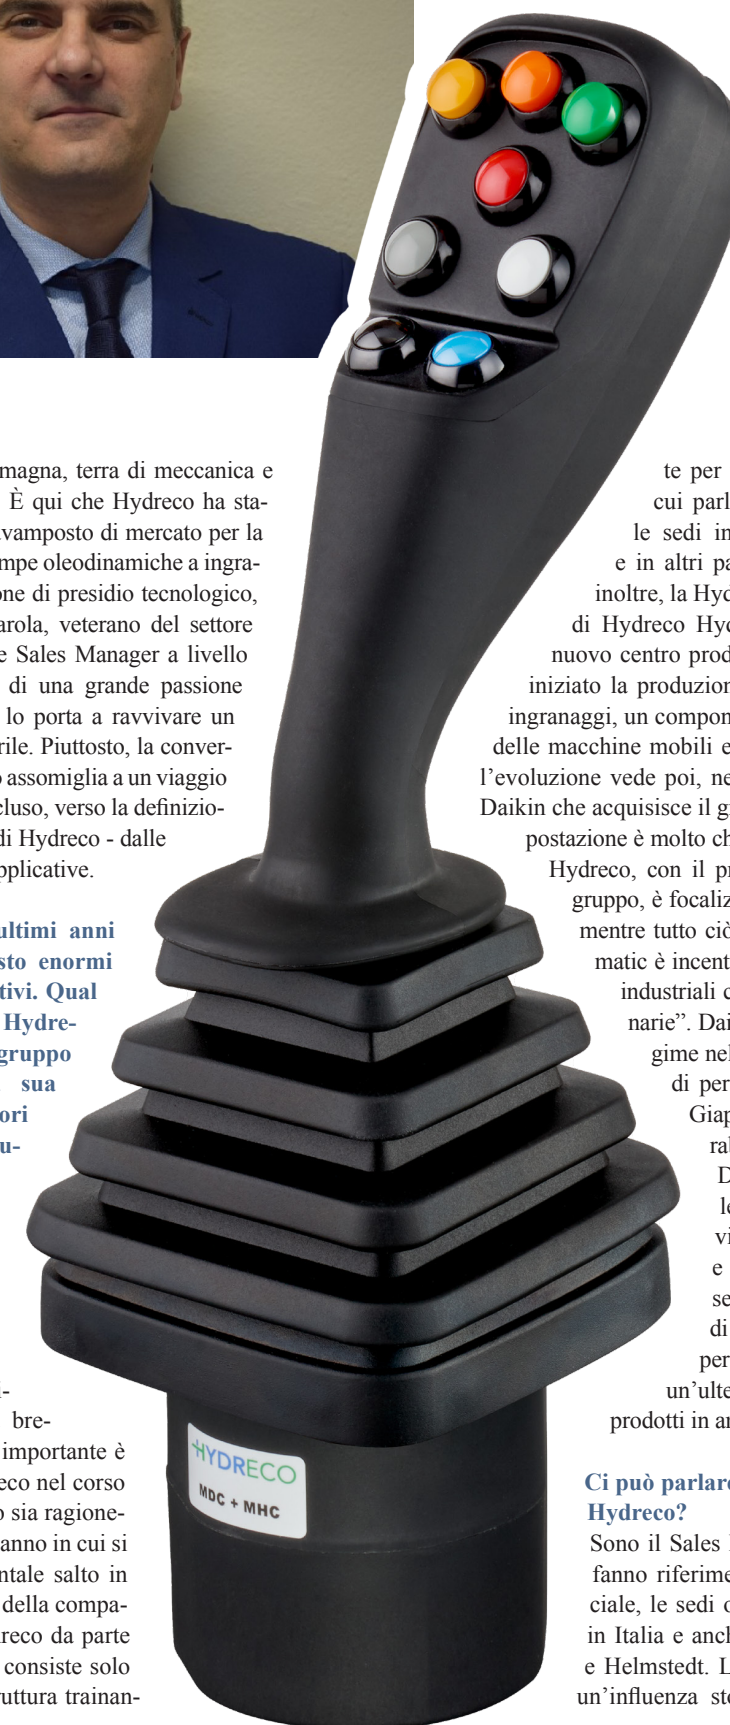 magna, terra di meccanica e
È qui che Hydreco ha sta-
vamposto di mercato per la
mpe oleodinamiche a ingra-
one di presidio tecnologico,
arola, veterano del settore
e Sales Manager a livello
di una grande passione
lo porta a ravvivare un
rile. Piuttosto, la conver-
o assomiglia a un viaggio
cluso, verso la definizio-
di Hydreco - dalle
pplicative.
ultimi anni
sto enormi
tivi. Qual
Hydre-
gruppo
sua
ori
u-
i-
bre-
importante è
eco nel corso
o sia ragione-
anno in cui si
ntale salto in
della compa-
dreco da parte
consiste solo
ruttura trainan-
HYDRECO
MDC + MHC
te per
cui parl
le sedi in
e in altri pa
inoltre, la Hyd
di Hydreco Hyd
nuovo centro prod
iniziato la produzion
ingranaggi, un compon
delle macchine mobili e
l’evoluzione vede poi, ne
Daikin che acquisisce il g
postazione è molto ch
Hydreco, con il pr
gruppo, è focaliz
mentre tutto ciò
matic è incent
industriali c
narie”. Dai
gime nel
di per
Giap
rab
D
le
vi
e
se
di
per
un’ulte
prodotti in a
Ci può parlare
Hydreco?
Sono il Sales
fanno riferime
ciale, le sedi o
in Italia e anch
e Helmstedt. L
un’influenza sto